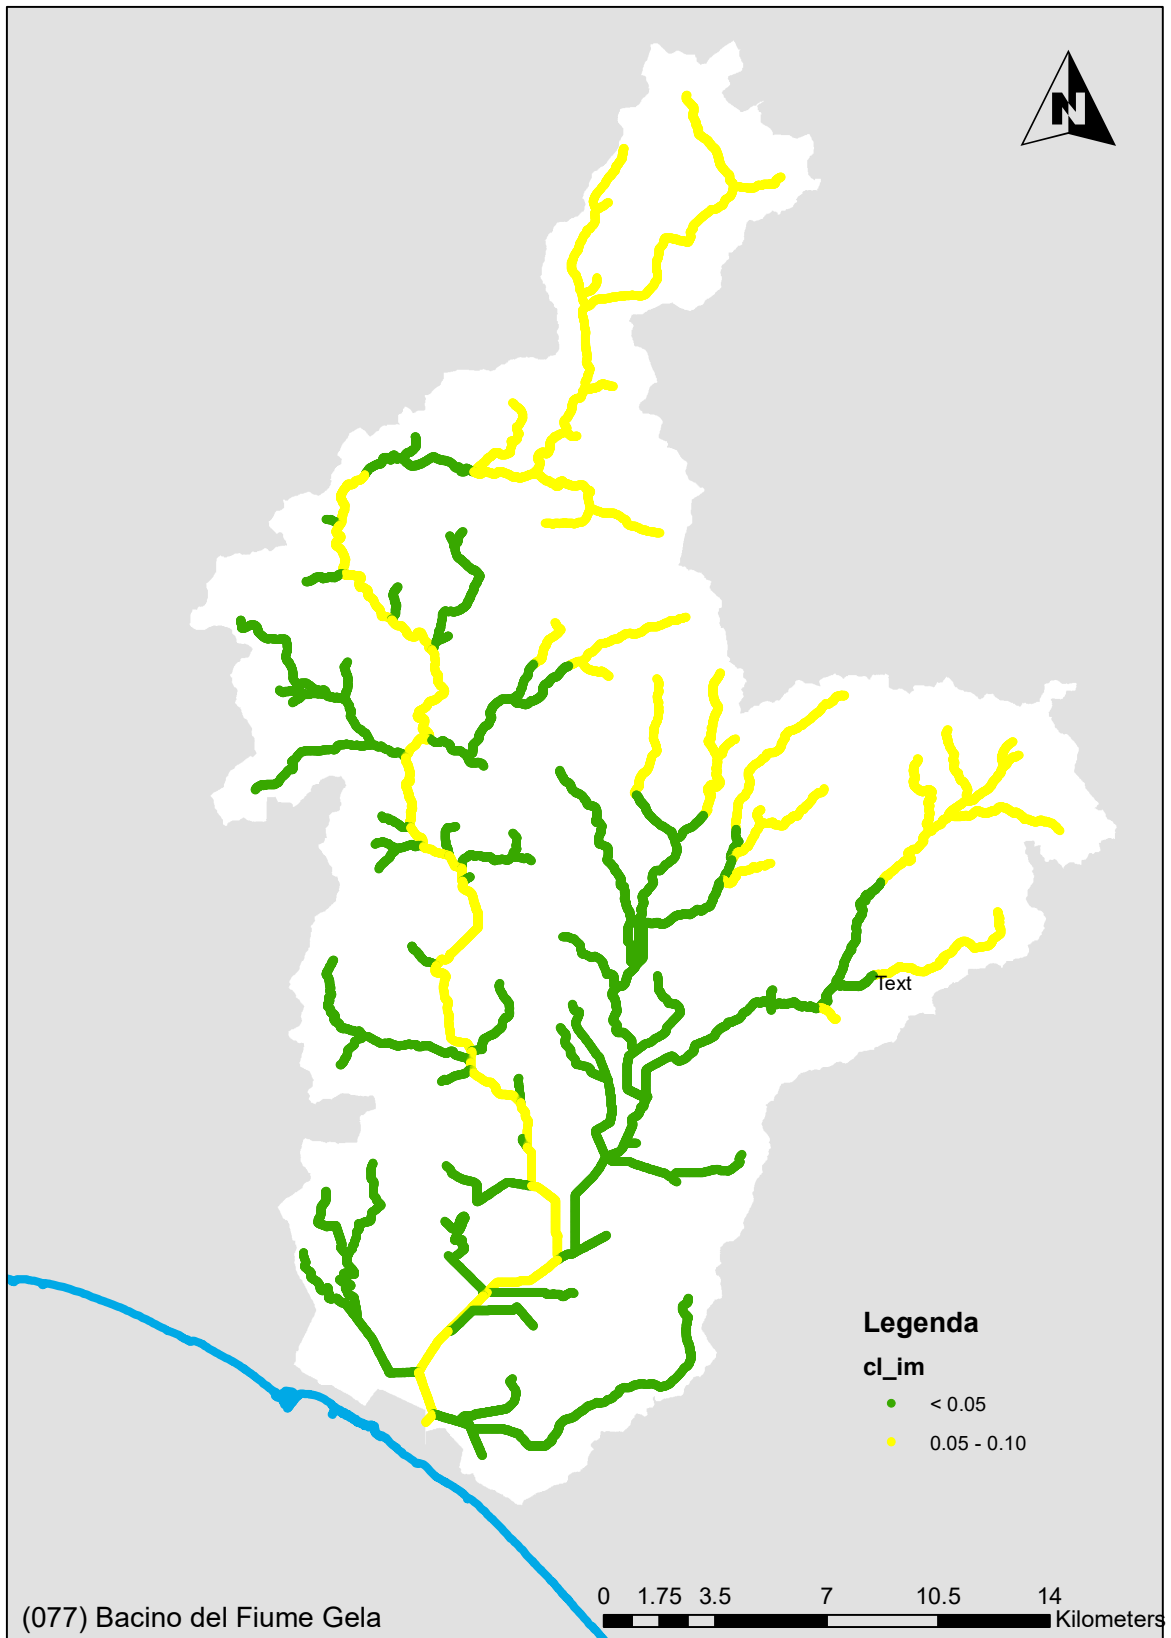 N
Text
Legenda
cl_im
< 0.05
0.05 - 0.10
0 1.75 3.5 7 10.5 14
Kilometers
(077) Bacino del Fiume Gela